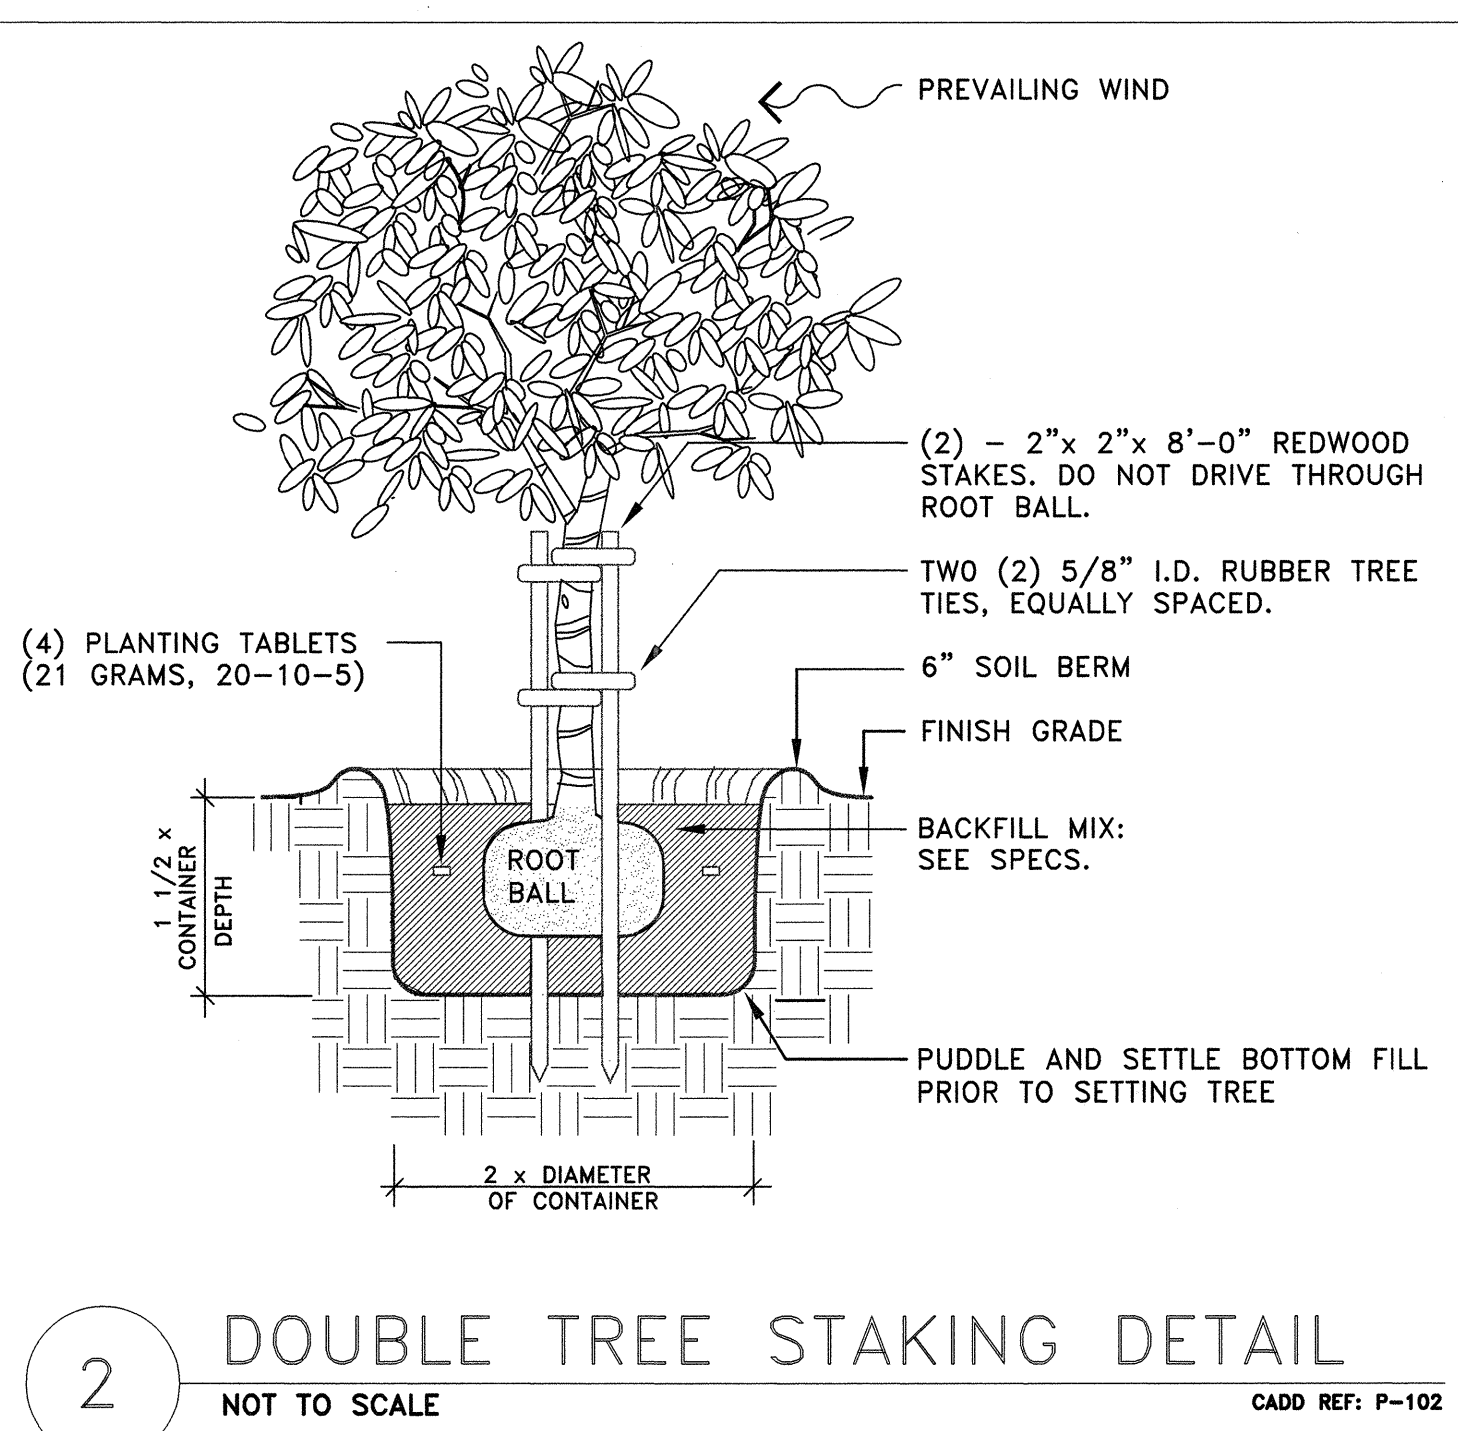 PREVAILING WIND
(2) – 2”x 2”x 8’–0” REDWOOD
STAKES. DO NOT DRIVE THROUGH
ROOT BALL.
TWO (2) 5/8” I.D. RUBBER TREE
TIES, EQUALLY SPACED.
(4) PLANTING TABLETS
(21 GRAMS, 20–10–5)
6” SOIL BERM
FINISH GRADE
BACKFILL MIX:
SEE SPECS.
ROOT
BALL
1 1/2 x
CONTAINER
DEPTH
PUDDLE AND SETTLE BOTTOM FILL
PRIOR TO SETTING TREE
2 x DIAMETER
OF CONTAINER
2
DOUBLE TREE STAKING DETAIL
NOT TO SCALE
CADD REF: P–102